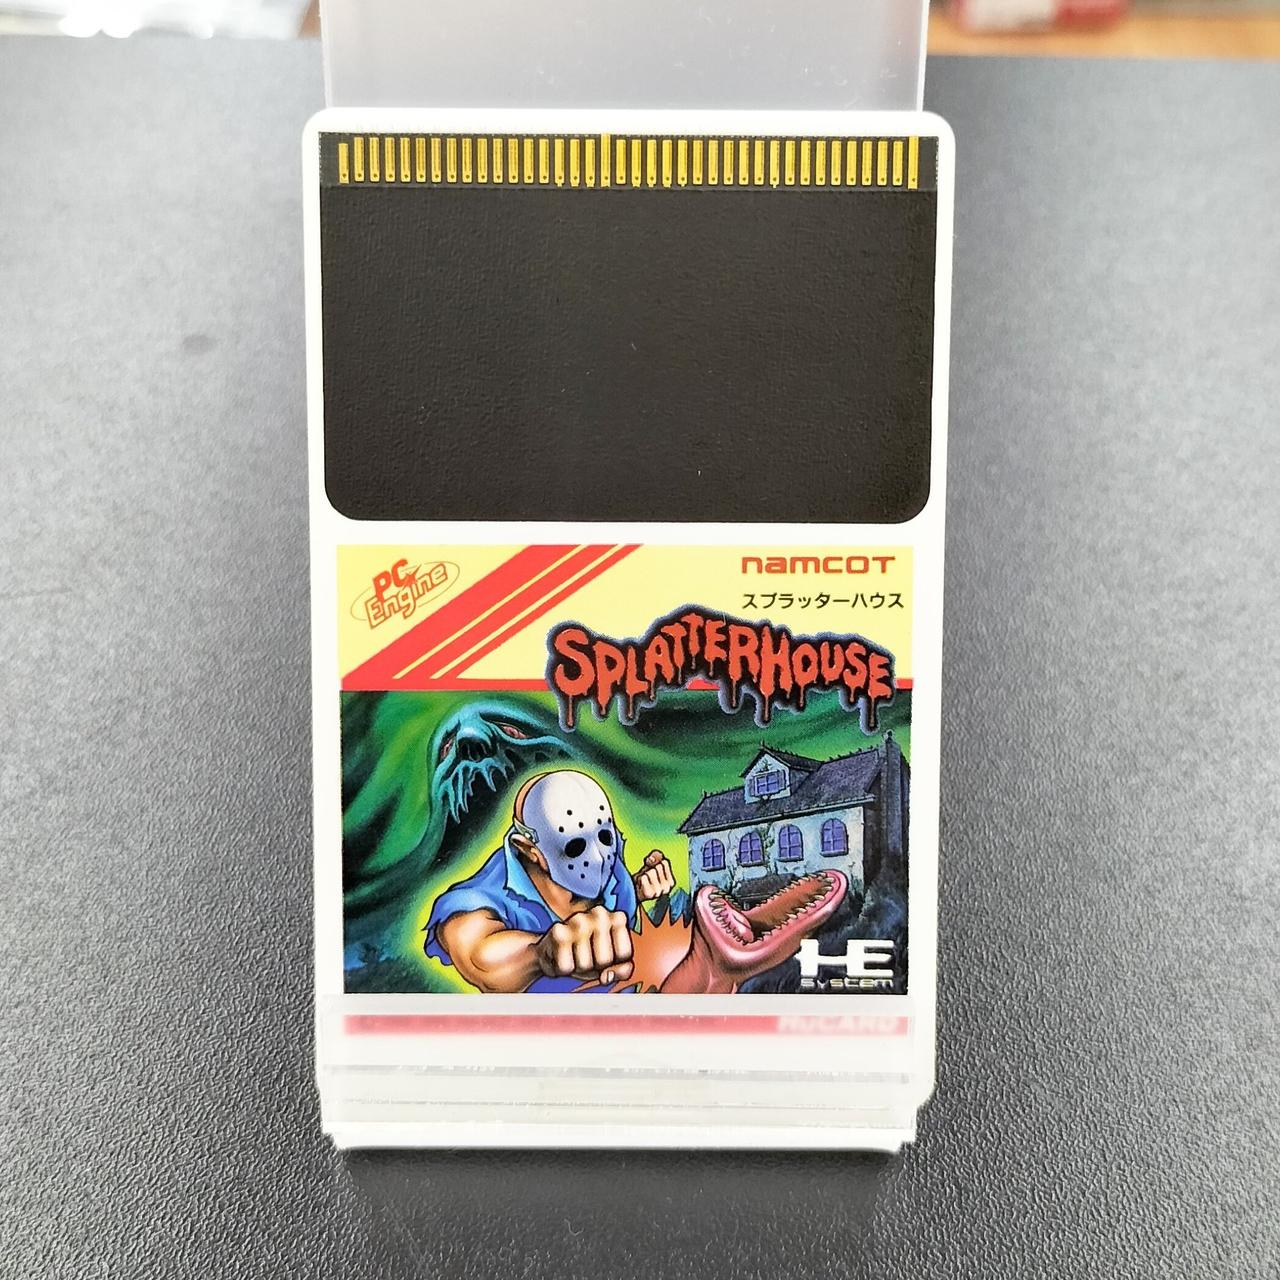 PC Engine
namcot
スプラッターハウス
SPLATTERHOUSE
HE
system
HuCARD